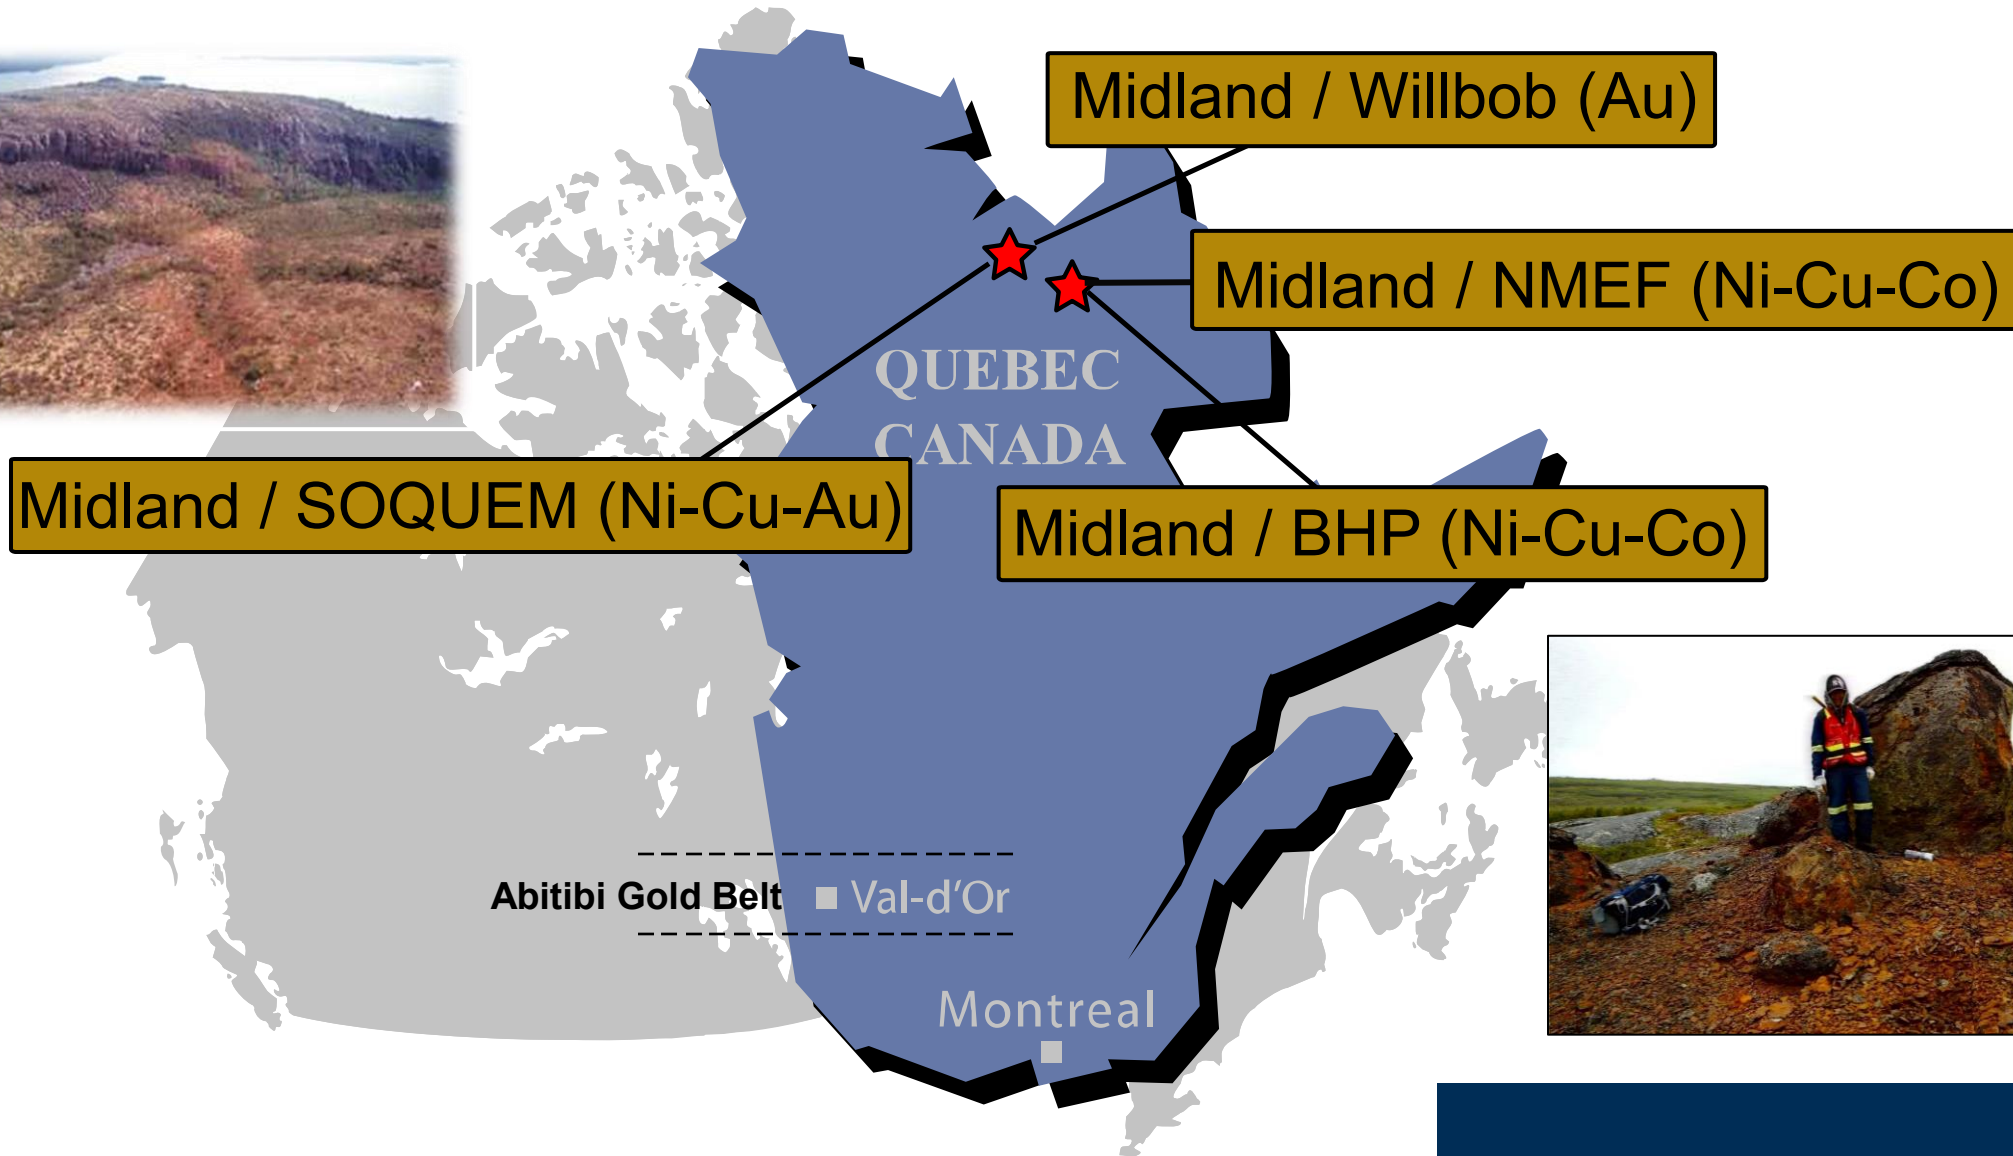 Midland / Willbob (Au)
Midland / NMEF (Ni-Cu-Co)
QUEBEC
CANADA
Midland / SOQUEM (Ni-Cu-Au)
Midland / BHP (Ni-Cu-Co)
Abitibi Gold Belt
Val-d'Or
Montreal